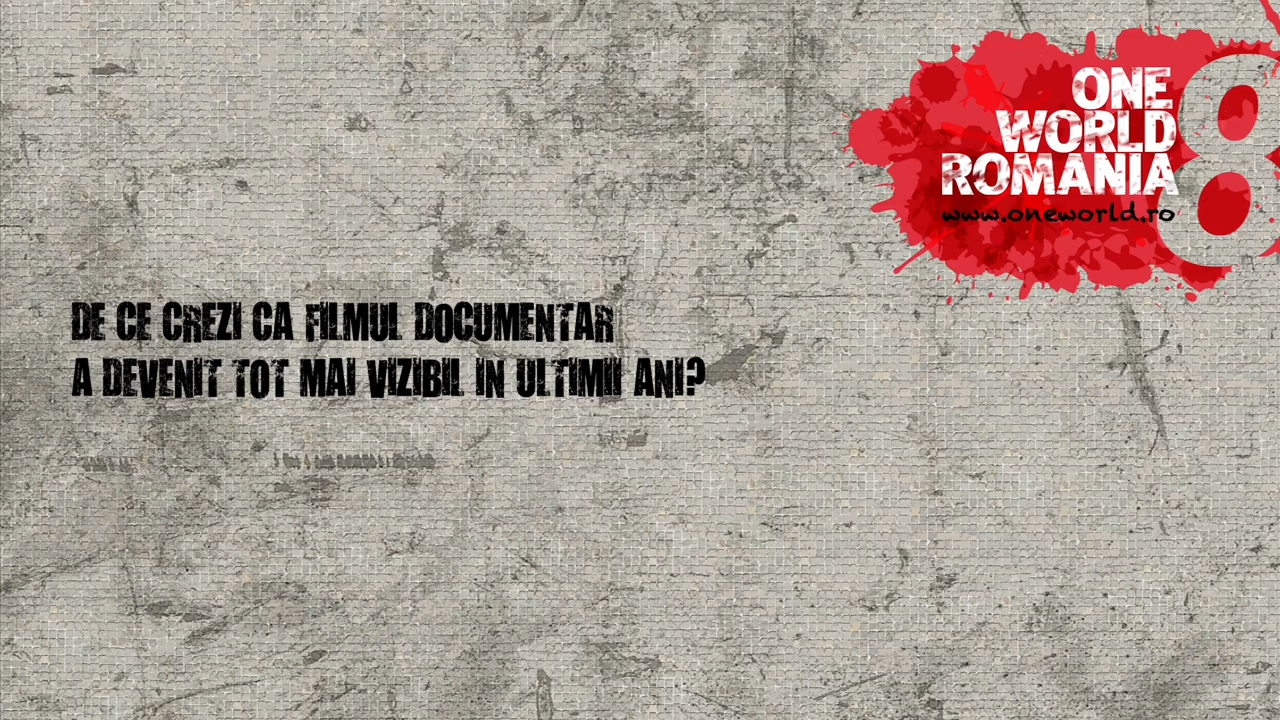 ONE
WORLD
ROMANIA
8
www.oneworld.ro
DE CE CREZI CA FILMUL DOCUMENTAR
A DEVENIT TOT MAI VIZIBIL IN ULTIMII ANI?